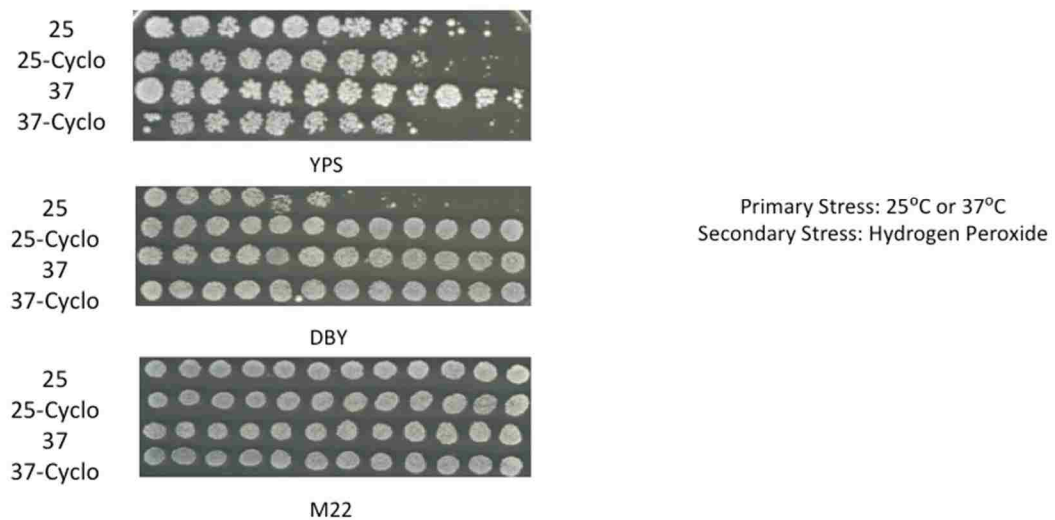 25
25-Cyclo
37
37-Cyclo
YPS
25
25-Cyclo
37
37-Cyclo
DBY
25
25-Cyclo
37
37-Cyclo
M22
Primary Stress: 25°C or 37°C
Secondary Stress: Hydrogen Peroxide